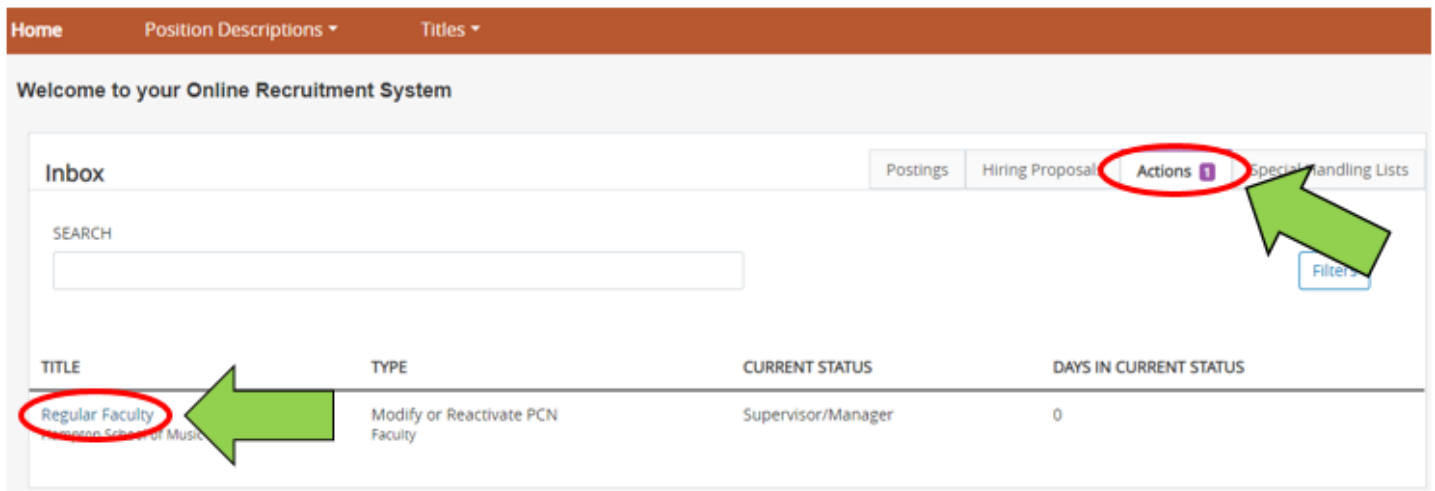 Home Position Descriptions Titles
Welcome to your Online Recruitment System
Inbox Postings Hiring Proposals Actions 1 Special Handling Lists
SEARCH
Filters
TITLE TYPE CURRENT STATUS DAYS IN CURRENT STATUS
Regular Faculty Modify or Reactivate PCN Supervisor/Manager 0
Hampton School of Music Faculty